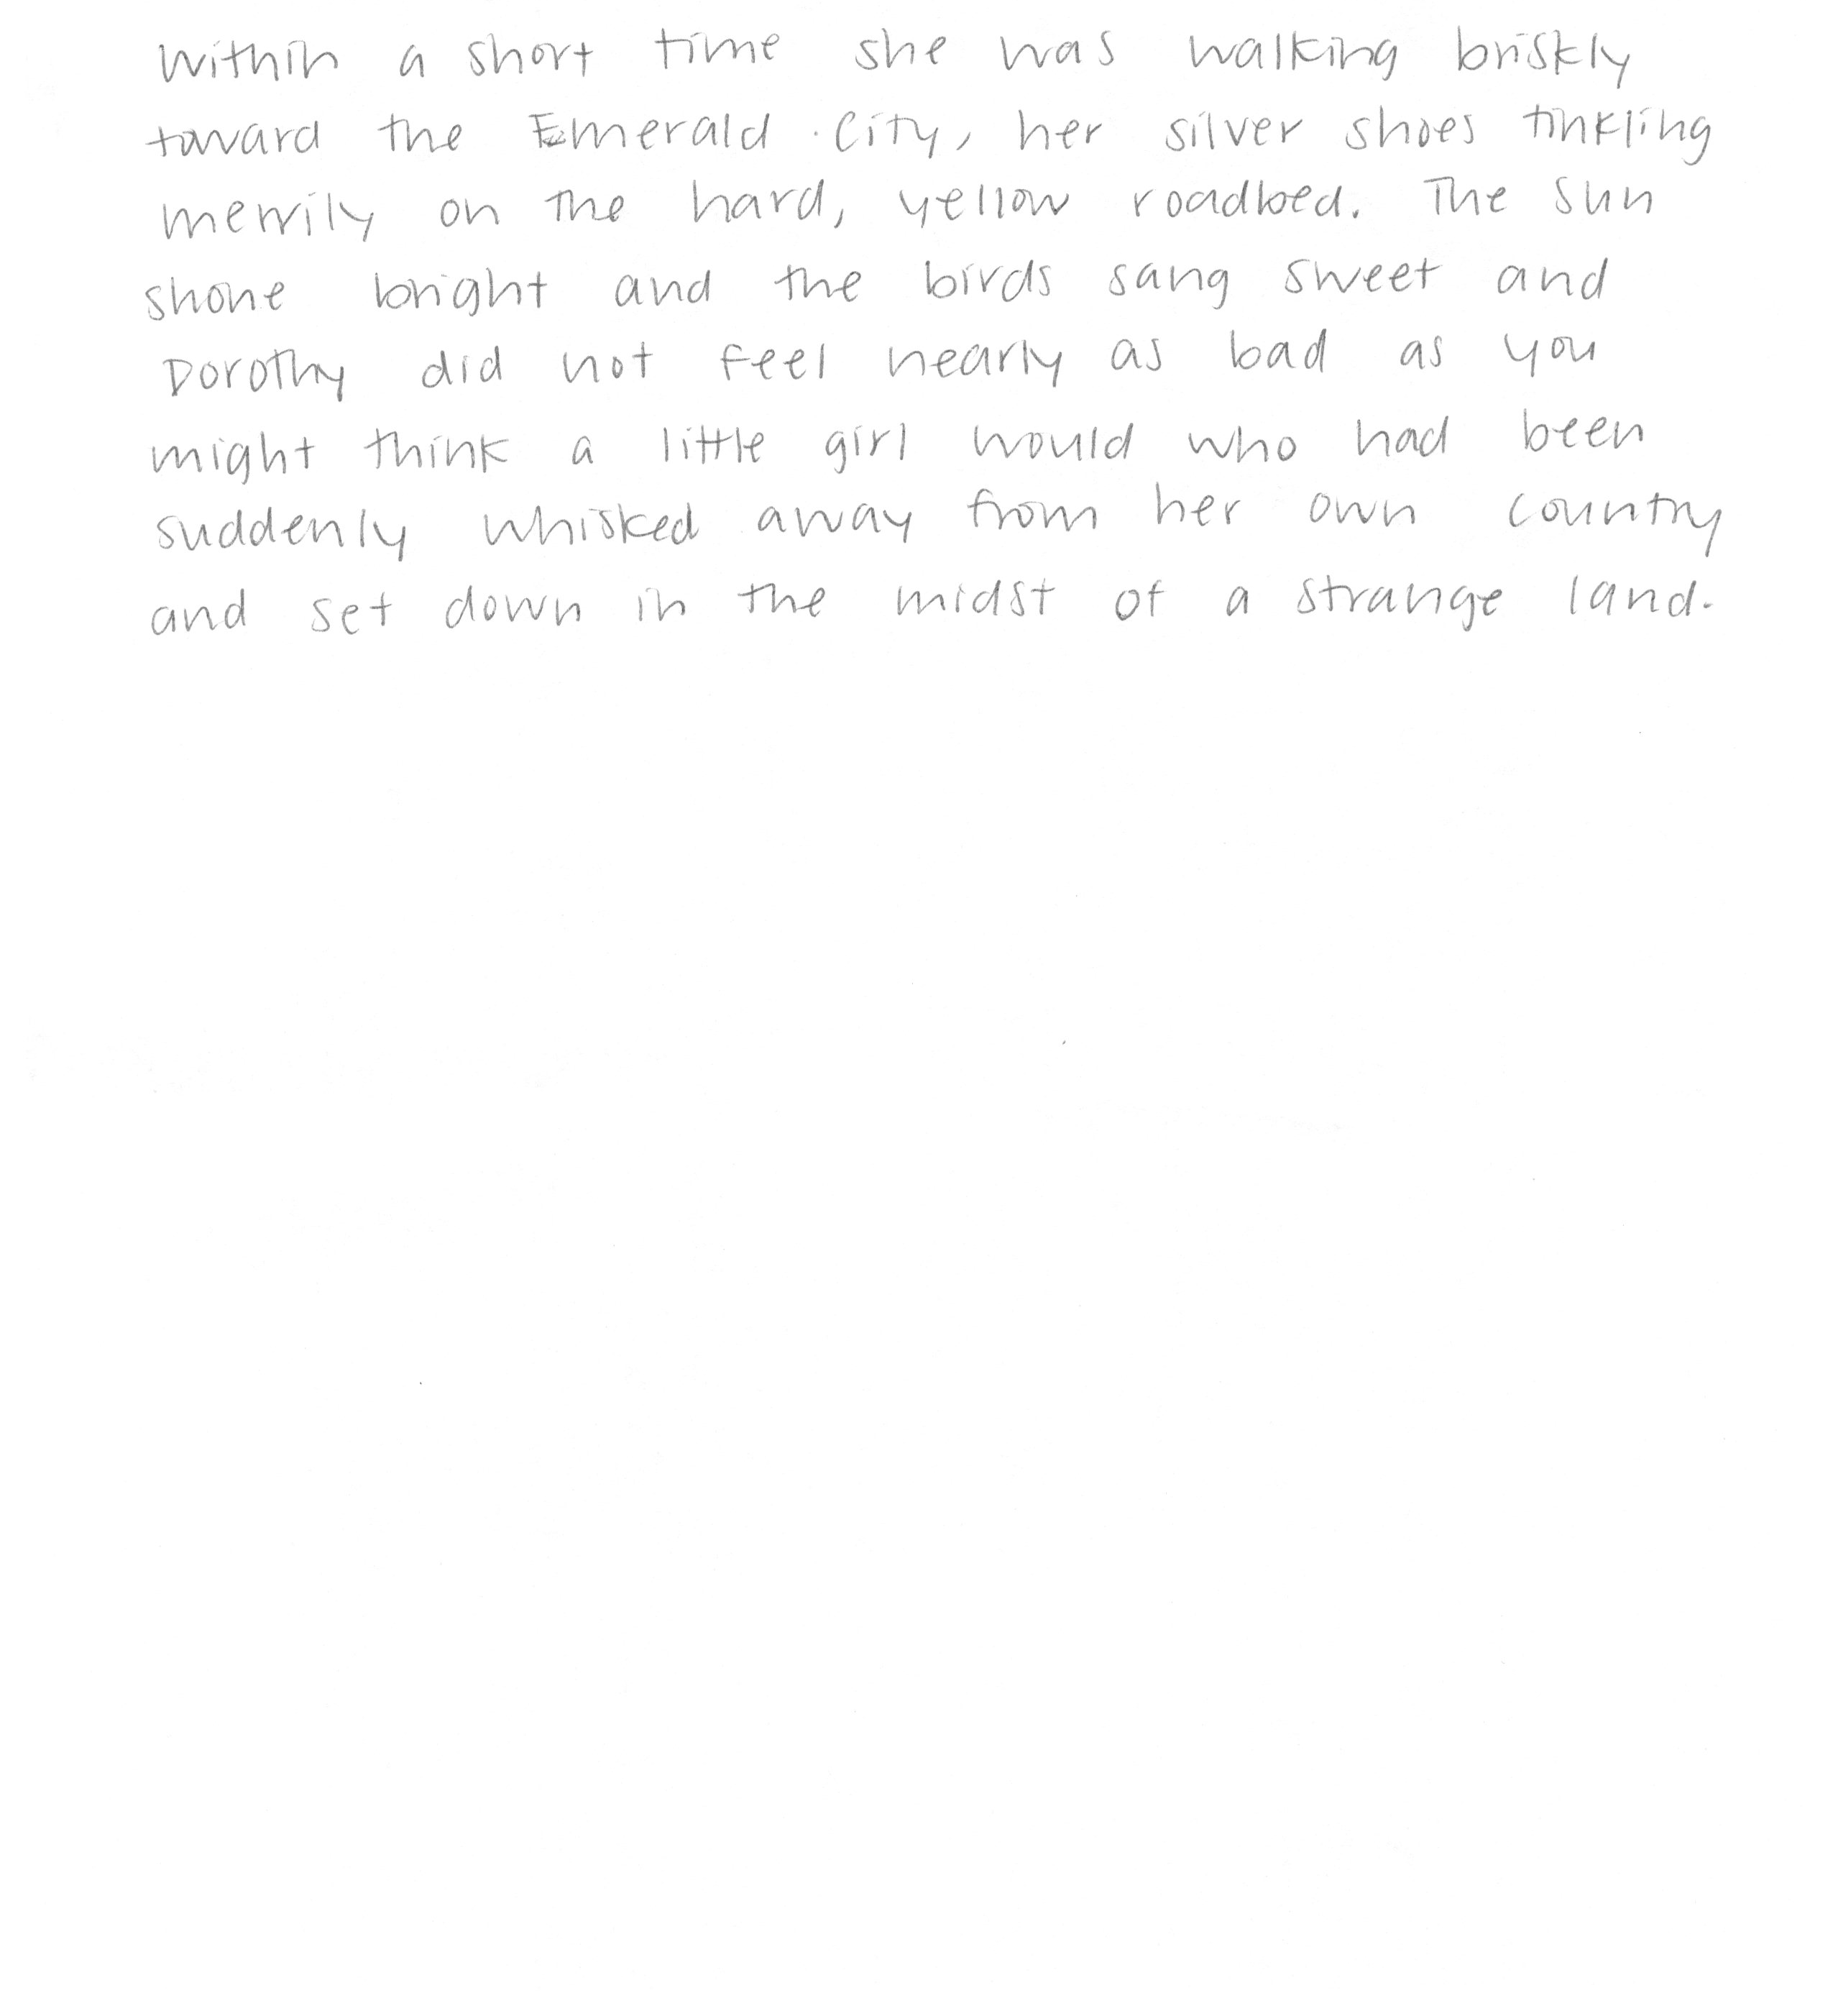 Within a short time she was walking briskly
toward the Emerald City, her silver shoes tinkling
merrily on the hard, yellow roadbed. The sun
shone bright and the birds sang sweet and
Dorothy did not feel nearly as bad as you
might think a little girl would who had been
suddenly whisked away from her own country
and set down in the midst of a strange land.